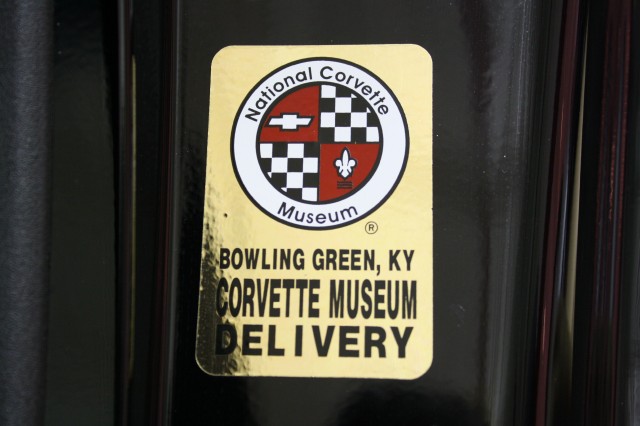 National Corvette
Museum
®
BOWLING GREEN, KY
CORVETTE MUSEUM
DELIVERY